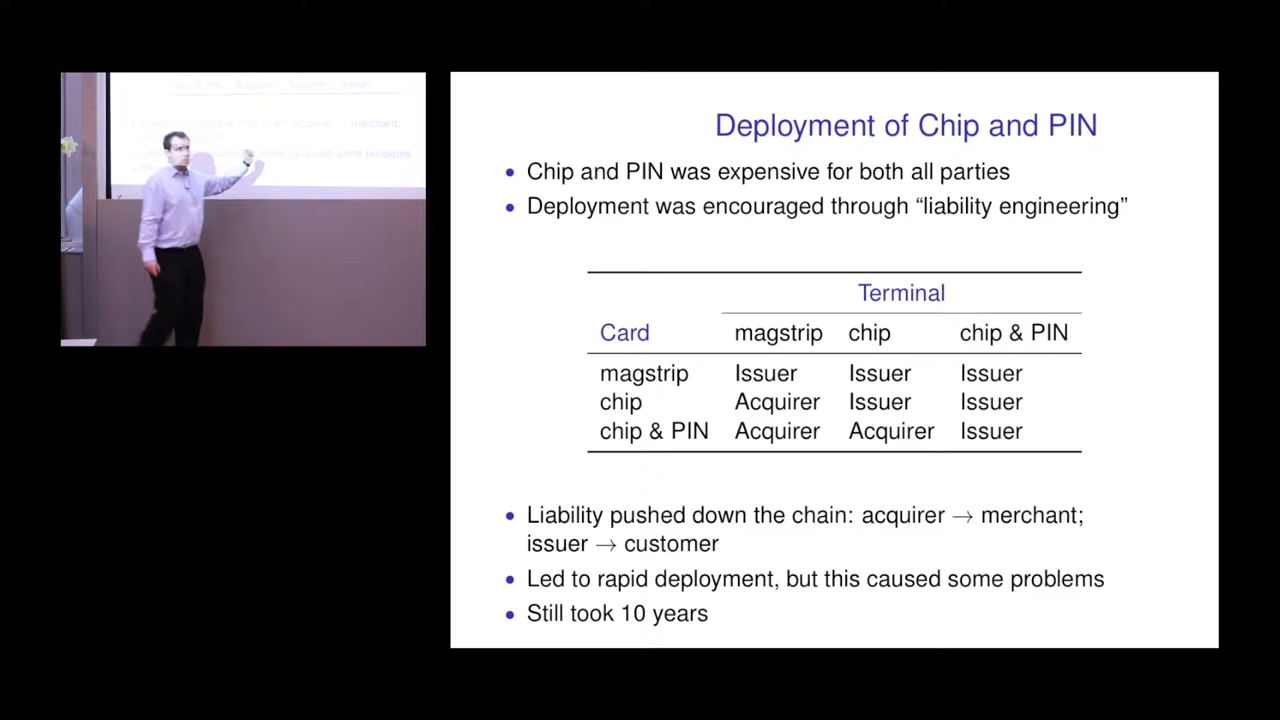 Deployment of Chip and PIN
• Chip and PIN was expensive for both all parties
• Deployment was encouraged through “liability engineering”
Terminal
Card magstrip chip chip & PIN
magstrip Issuer Issuer Issuer
chip Acquirer Issuer Issuer
chip & PIN Acquirer Acquirer Issuer
• Liability pushed down the chain: acquirer → merchant;
issuer → customer
• Led to rapid deployment, but this caused some problems
• Still took 10 years